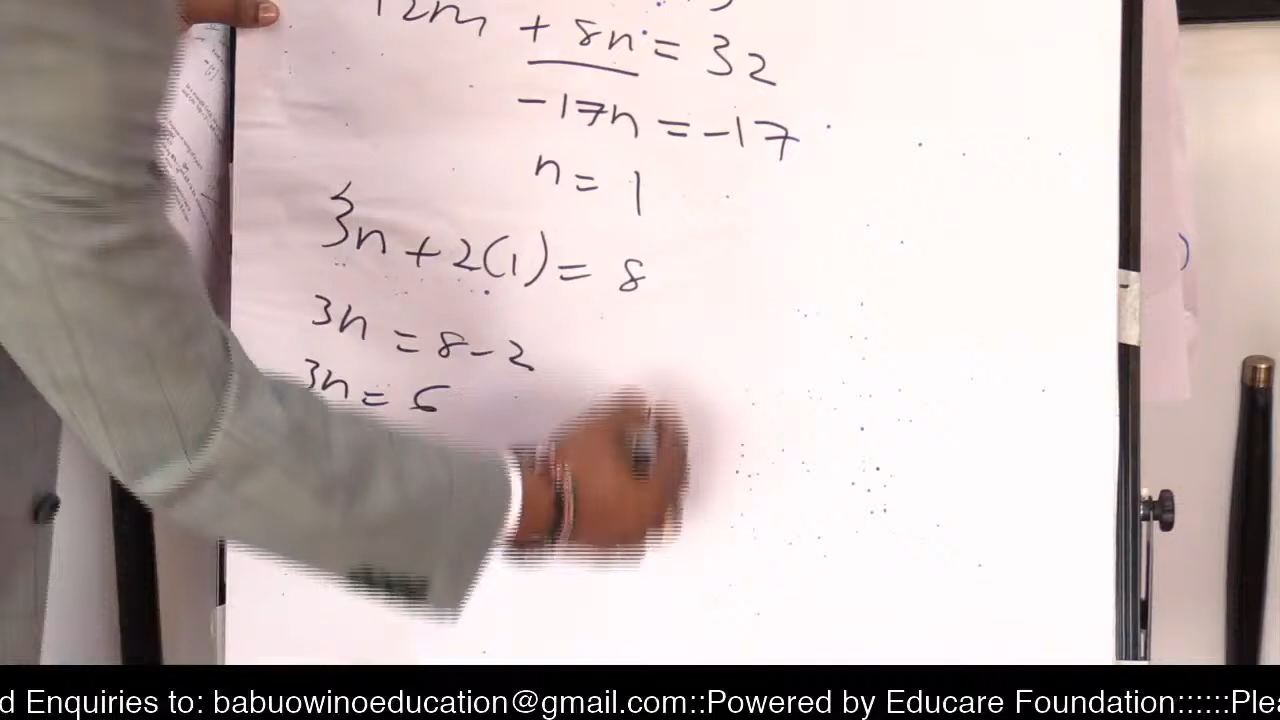 12m + 8n = 32
-17n = -17
n = 1
3n + 2(1) = 8
3n = 8 - 2
3n = 6
d Enquiries to: babuowinoeducation@gmail.com::Powered by Educare Foundation::::::Plea